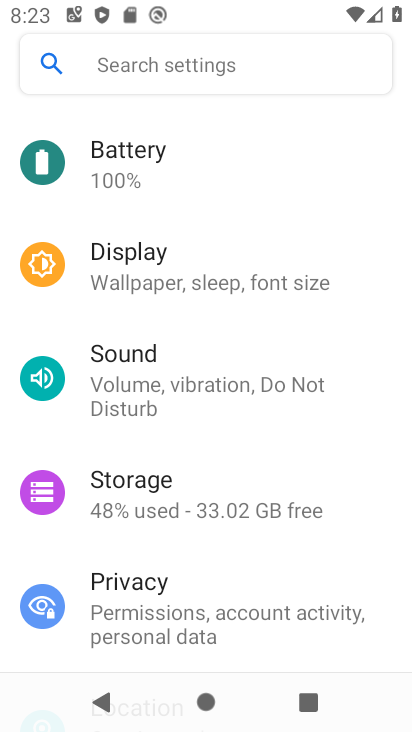 8:23
Search settings
Battery
100%
Display
Wallpaper, sleep, font size
Sound
Volume, vibration, Do Not
Disturb
Storage
48% used - 33.02 GB free
Privacy
Permissions, account activity,
personal data
Location